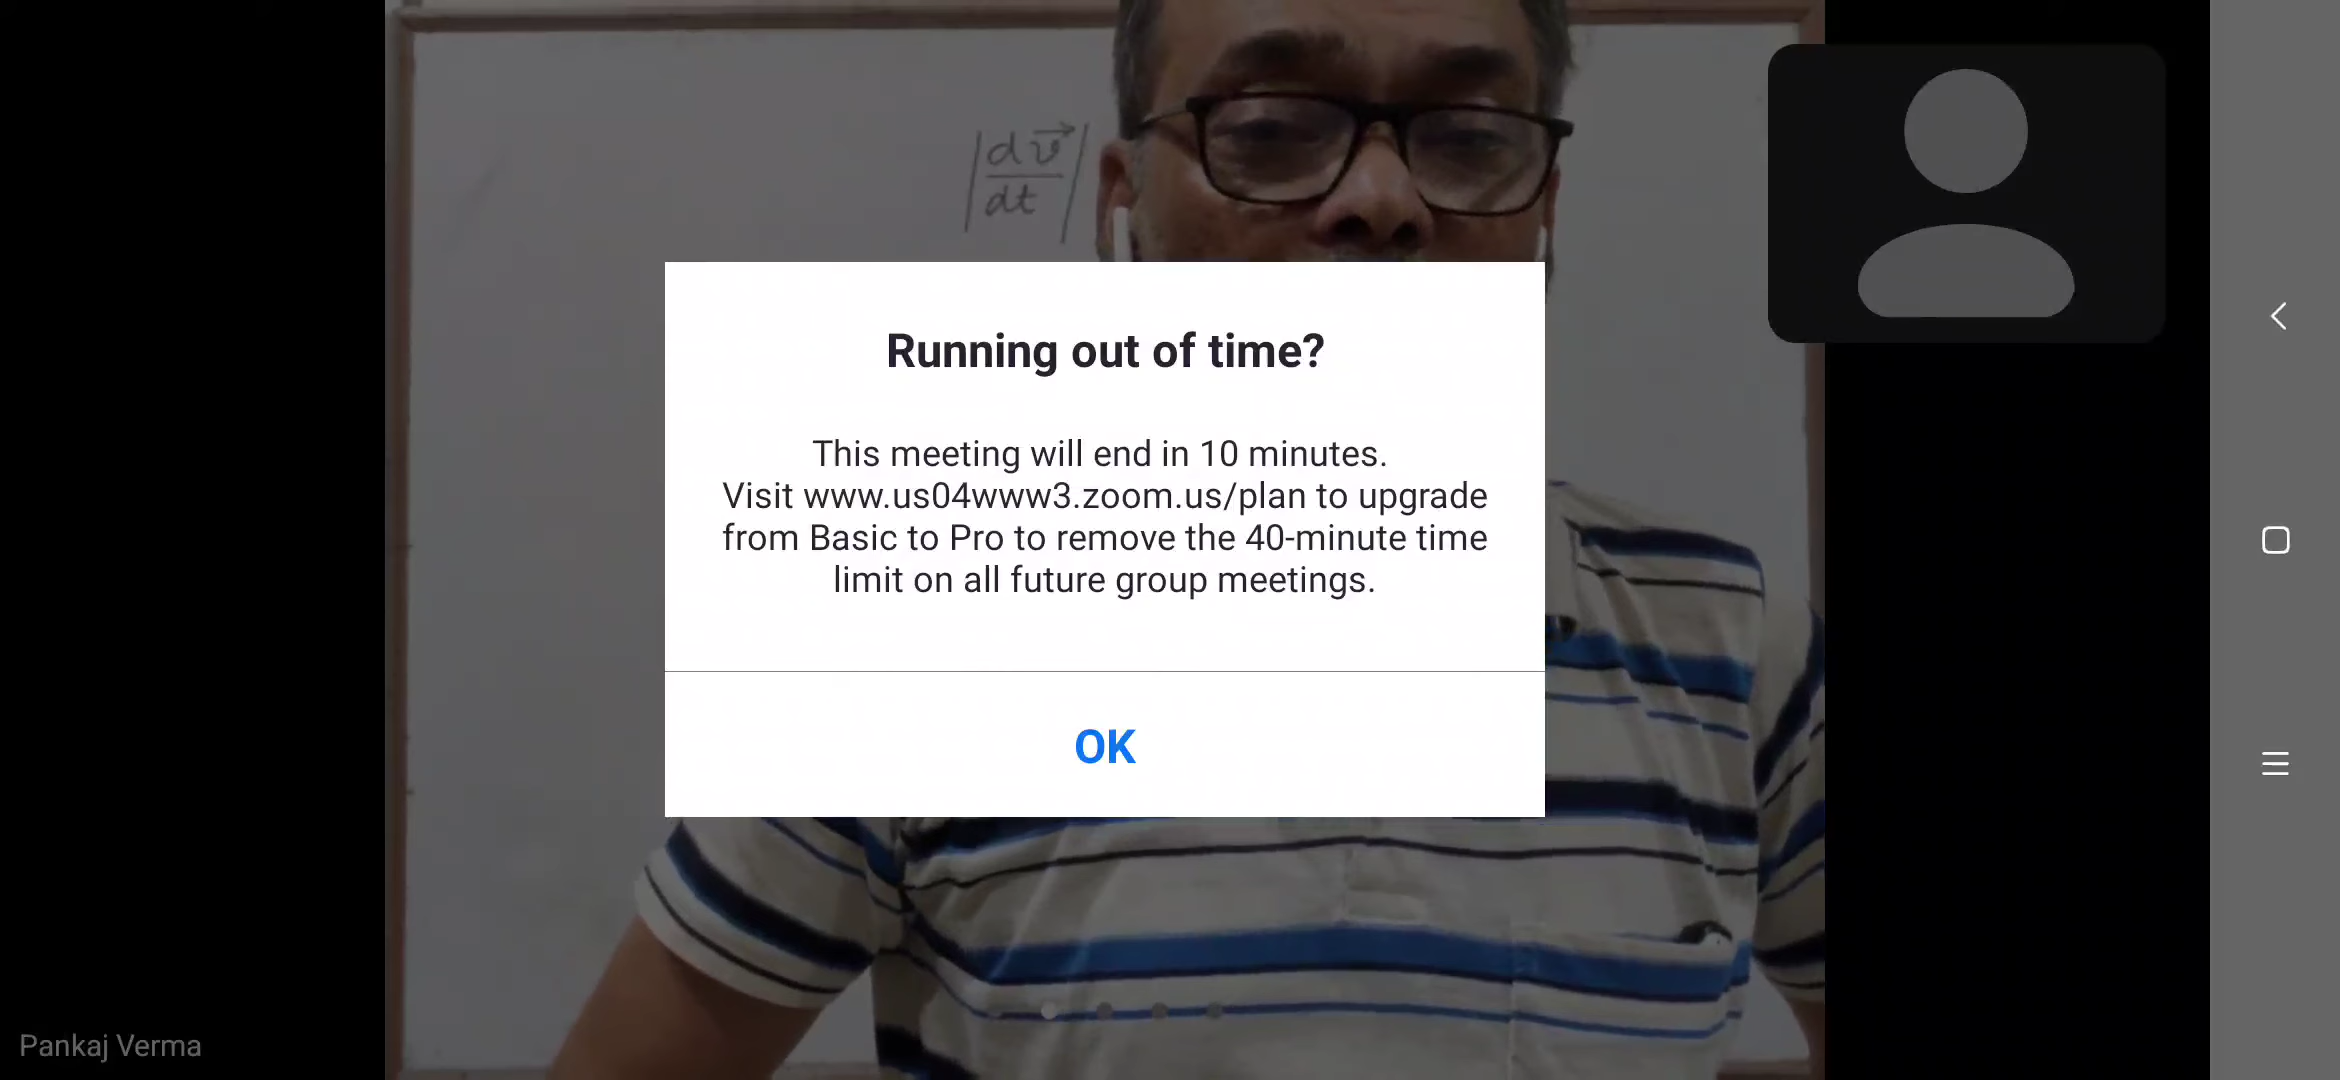 |dv⃗/dt|
Running out of time?
This meeting will end in 10 minutes.
Visit www.us04www3.zoom.us/plan to upgrade
from Basic to Pro to remove the 40-minute time
limit on all future group meetings.
OK
Pankaj Verma